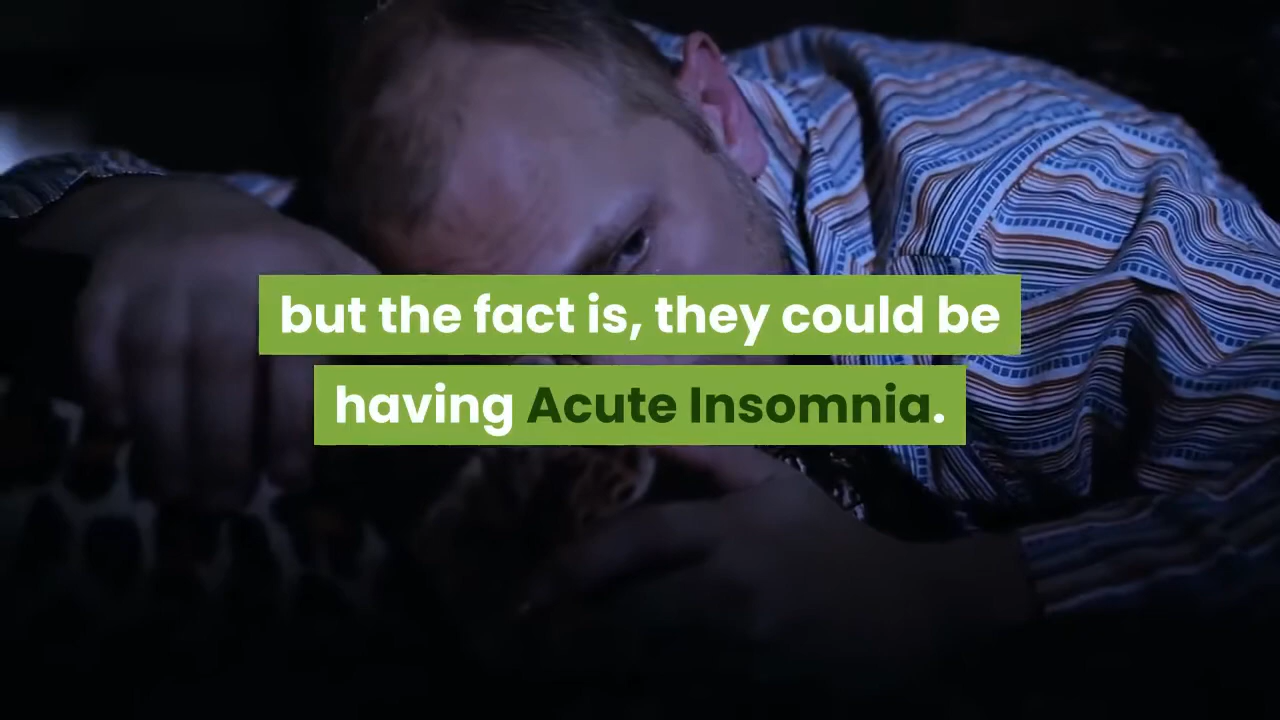 but the fact is, they could be
having Acute Insomnia.